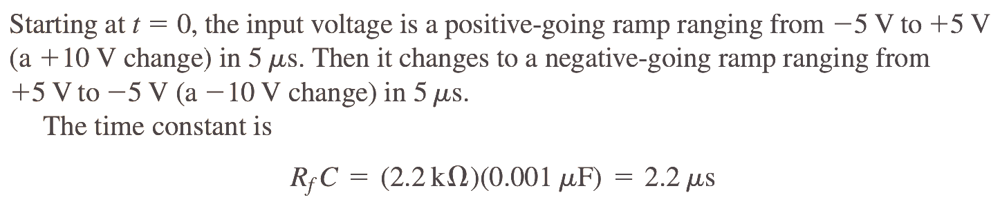 Starting at t = 0, the input voltage is a positive-going ramp ranging from −5 V to +5 V
(a +10 V change) in 5 μs. Then it changes to a negative-going ramp ranging from
+5 V to −5 V (a −10 V change) in 5 μs.
The time constant is
R_f C = (2.2 kΩ)(0.001 μF) = 2.2 μs